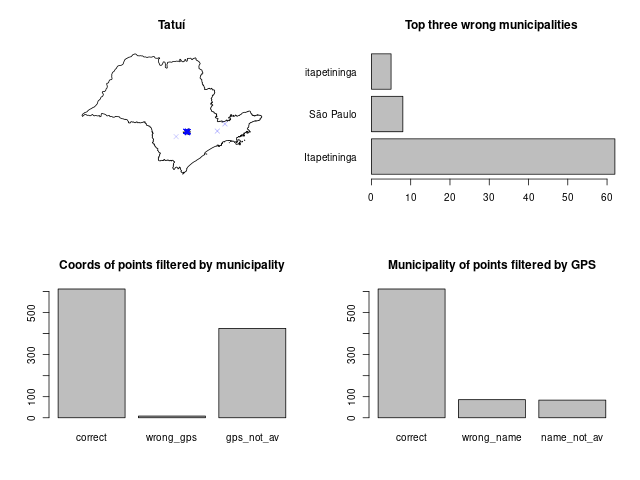 Tatuí
Top three wrong municipalities
itapetininga
São Paulo
Itapetininga
0 10 20 30 40 50 60
Coords of points filtered by municipality
500
300
100
0
correct wrong_gps gps_not_av
Municipality of points filtered by GPS
500
300
100
0
correct wrong_name name_not_av